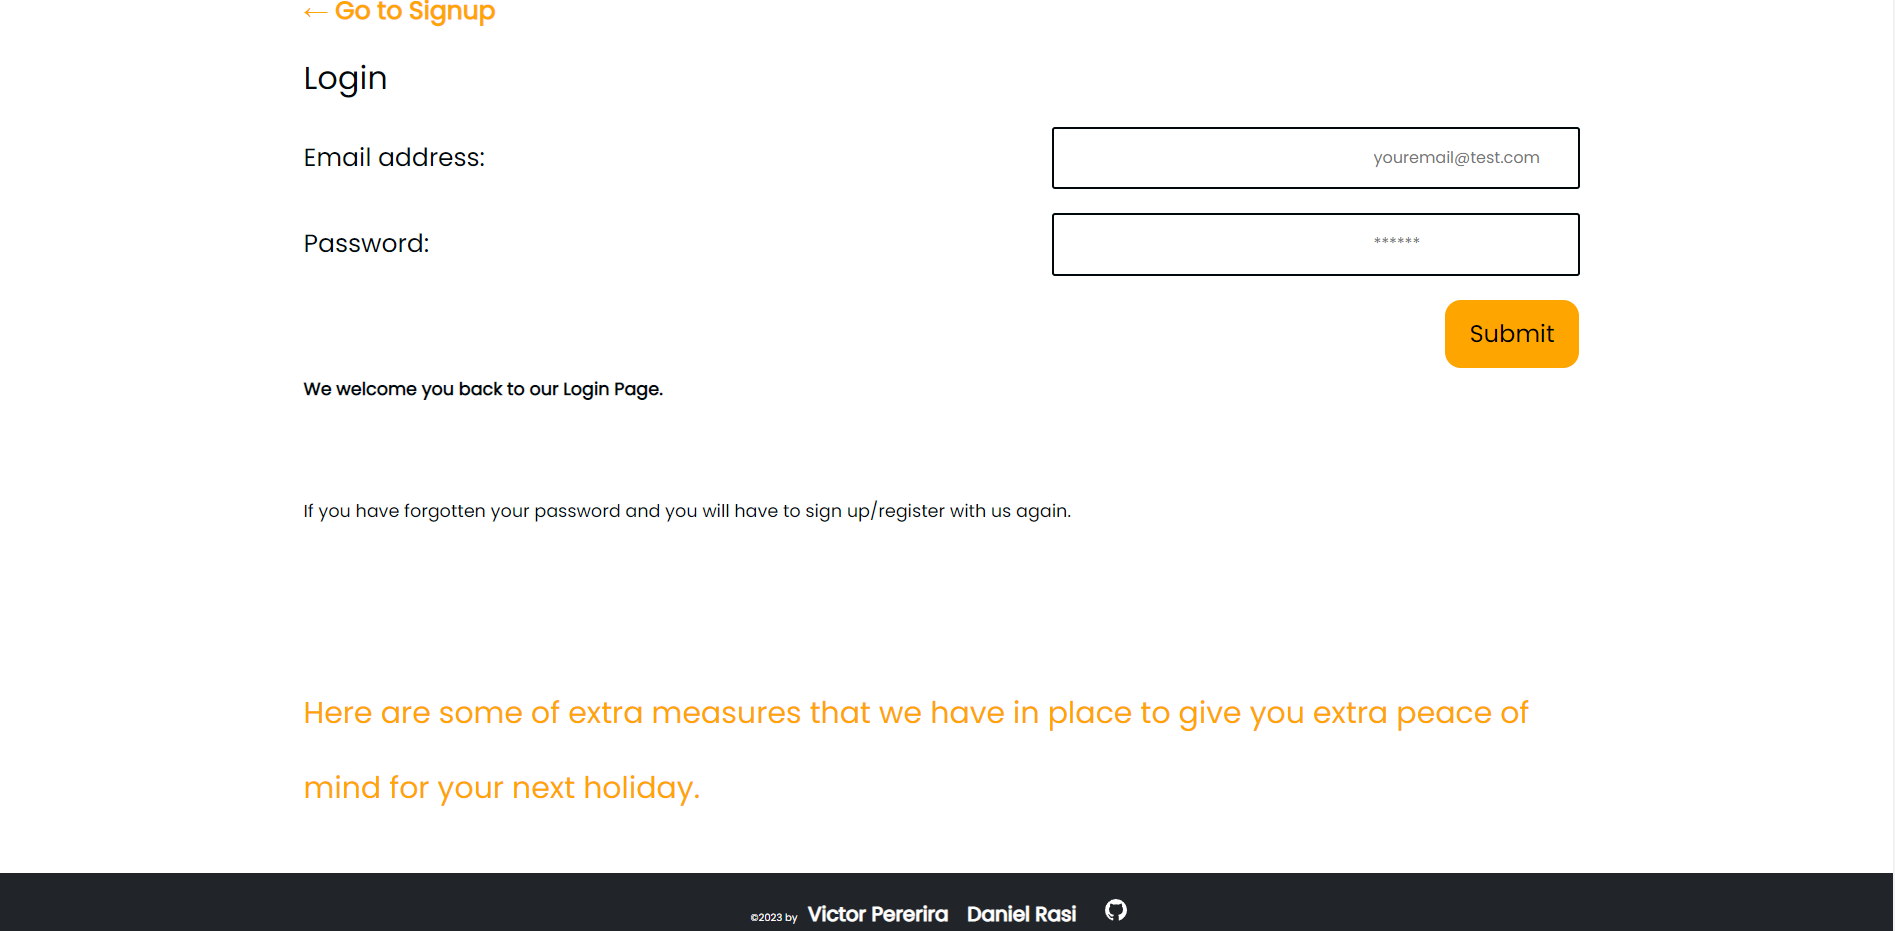 ← Go to Signup
Login
Email address:
youremail@test.com
Password:
******
Submit
We welcome you back to our Login Page.
If you have forgotten your password and you will have to sign up/register with us again.
Here are some of extra measures that we have in place to give you extra peace of
mind for your next holiday.
©2023 by Victor Pererira Daniel Rasi